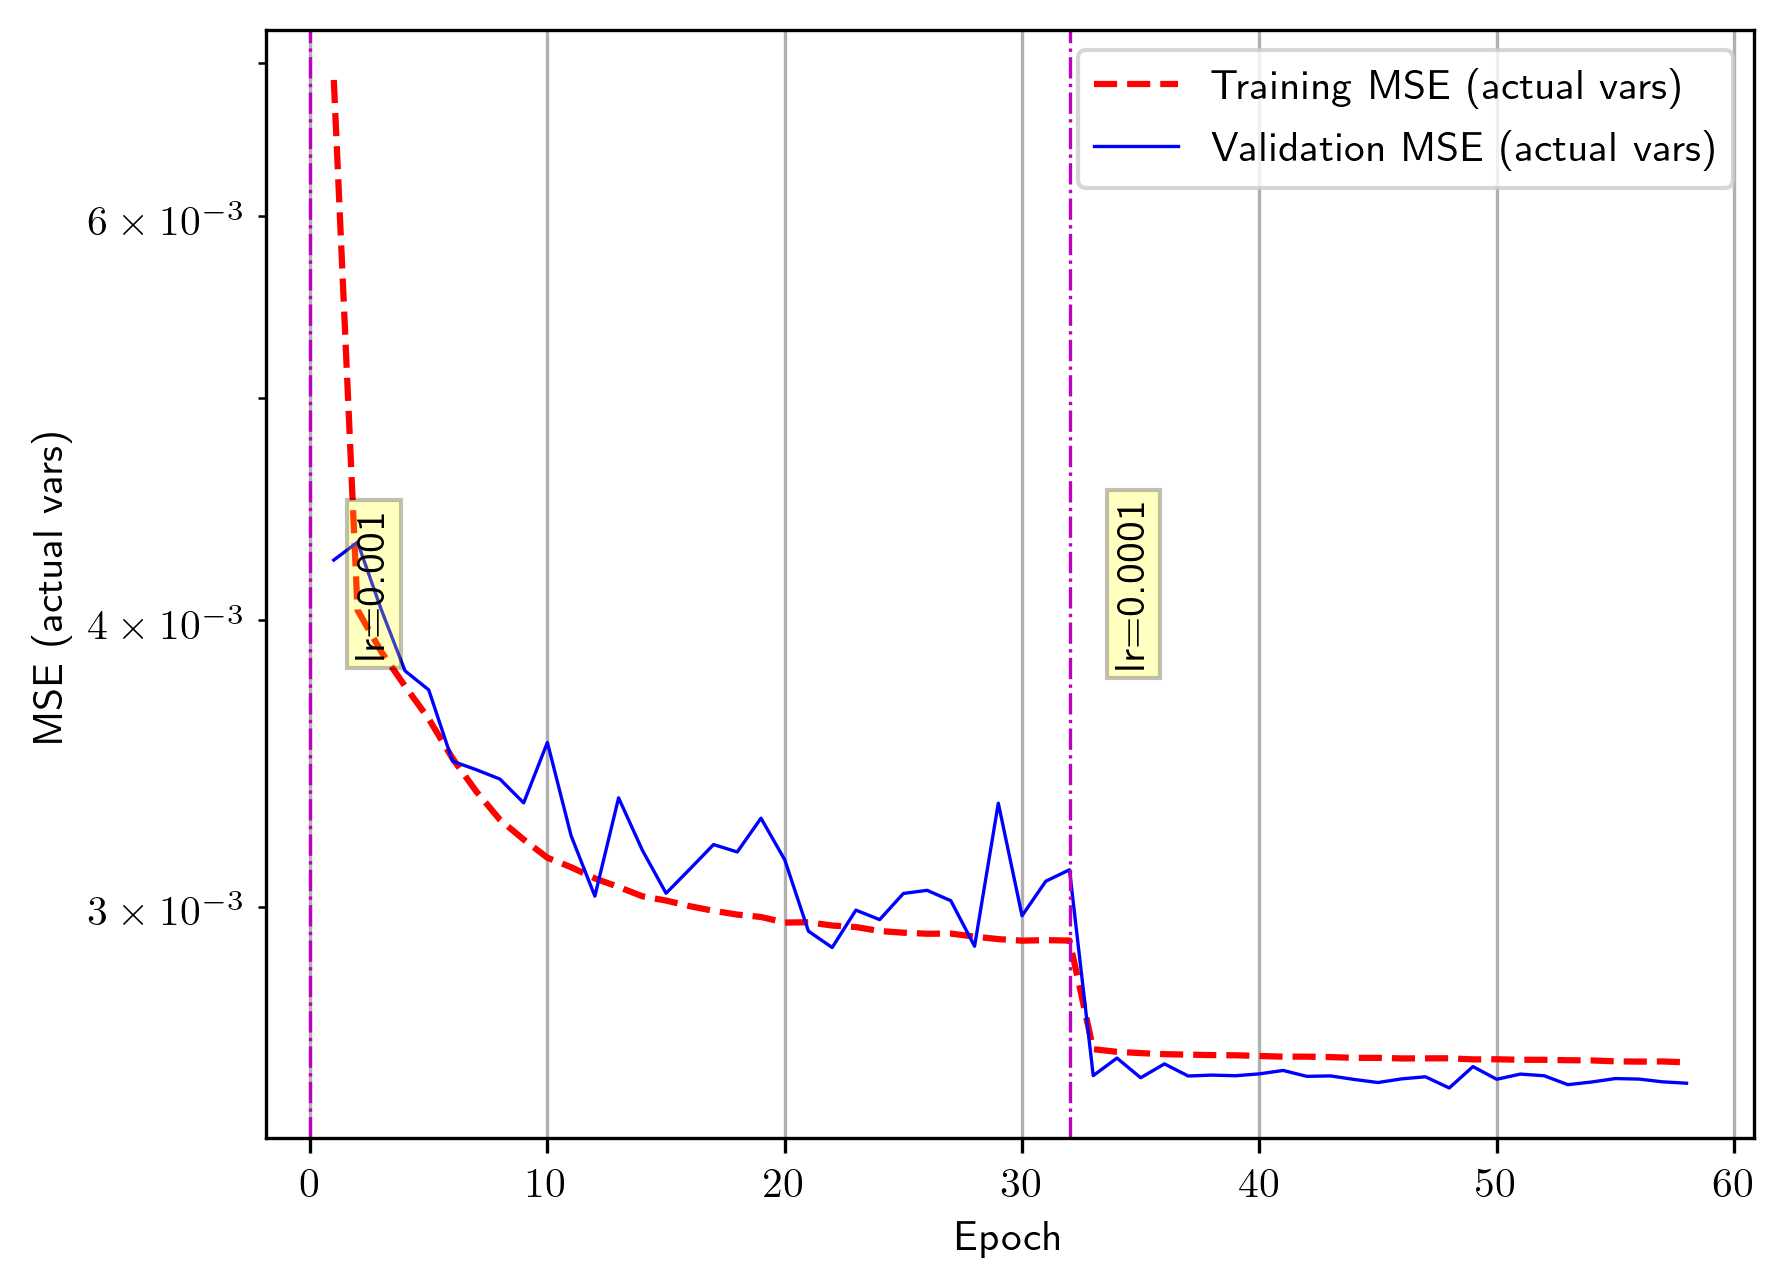 Training MSE (actual vars)
Validation MSE (actual vars)
MSE (actual vars)
6 × 10⁻³
4 × 10⁻³
3 × 10⁻³
lr=0.001
lr=0.0001
0 10 20 30 40 50 60
Epoch